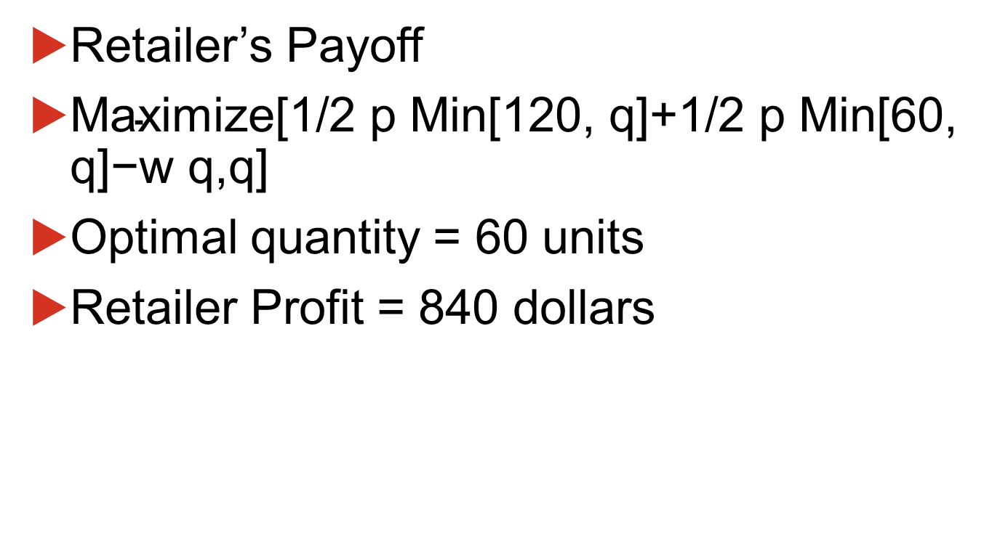 Retailer’s Payoff
Maximize[1/2 p Min[120, q]+1/2 p Min[60,
q]−w q,q]
Optimal quantity = 60 units
Retailer Profit = 840 dollars